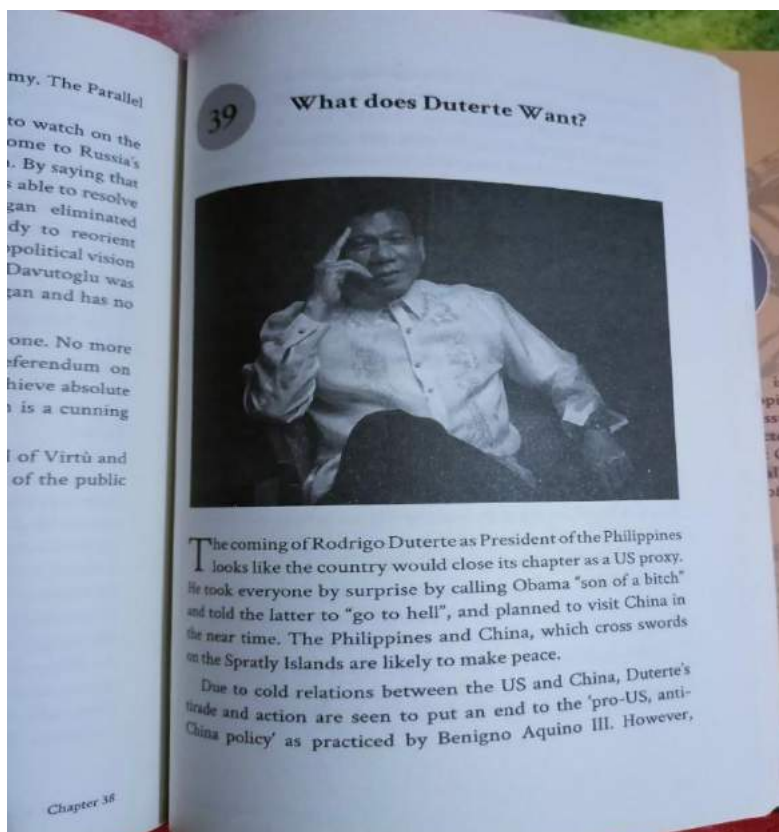 my. The Parallel
to watch on the
ome to Russia's
. By saying that
s able to resolve
gan eliminated
dy to reorient
opolitical vision
Davutoglu was
gan and has no
one. No more
eferendum on
hieve absolute
is a cunning
l of Virtù and
of the public
Chapter 38
39
What does Duterte Want?
The coming of Rodrigo Duterte as President of the Philippines
looks like the country would close its chapter as a US proxy.
He took everyone by surprise by calling Obama "son of a bitch"
and told the latter to "go to hell", and planned to visit China in
the near time. The Philippines and China, which cross swords
on the Spratly Islands are likely to make peace.
Due to cold relations between the US and China, Duterte's
tirade and action are seen to put an end to the 'pro-US, anti-
China policy' as practiced by Benigno Aquino III. However,